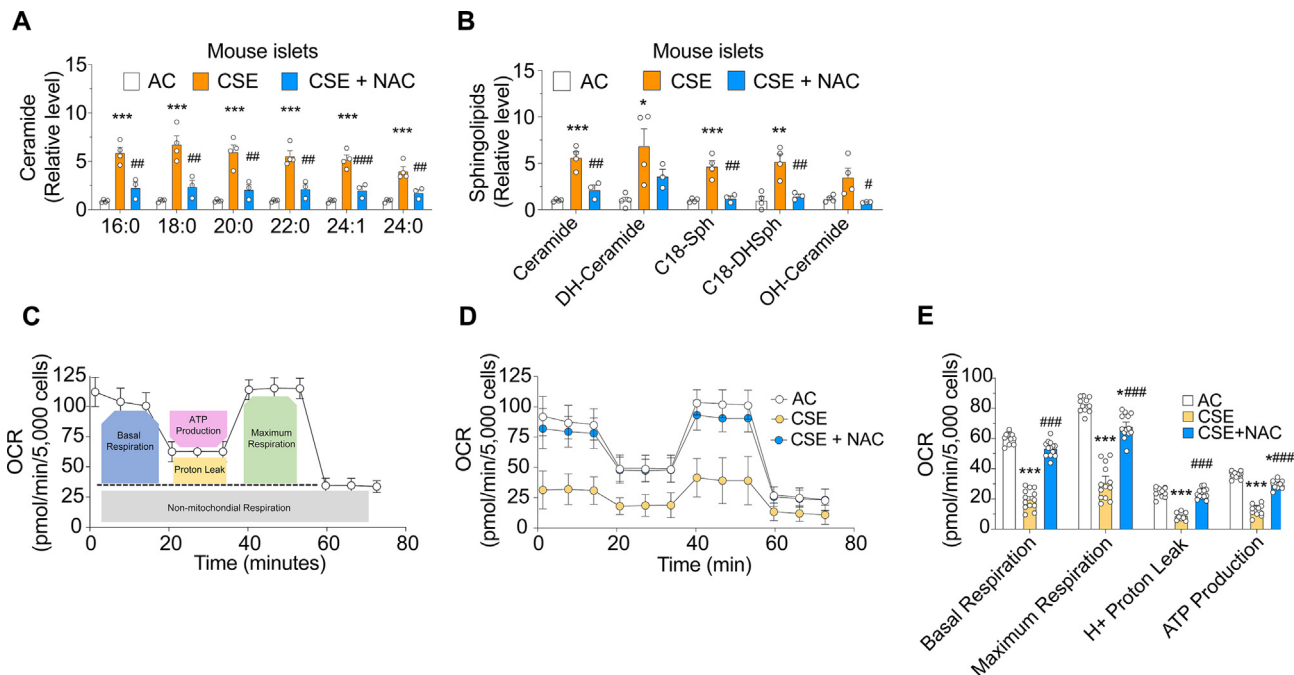 A
Mouse islets
AC CSE CSE + NAC
Ceramide
(Relative level)
15
10
5
0
*** *** *** *** *** ***
## ## ## ## ### ##
16:0 18:0 20:0 22:0 24:1 24:0
B
Mouse islets
AC CSE CSE + NAC
Sphingolipids
(Relative level)
15
10
5
0
*** * *** **
## ## ## #
Ceramide
DH-Ceramide
C18-Sph
C18-DHSph
OH-Ceramide
C
OCR
(pmol/min/5,000 cells)
125
100
75
50
25
0
Basal
Respiration
ATP
Production
Proton Leak
Maximum
Respiration
Non-mitochondial Respiration
0 20 40 60 80
Time (minutes)
D
OCR
(pmol/min/5,000 cells)
125
100
75
50
25
0
AC
CSE
CSE + NAC
0 20 40 60 80
Time (min)
E
OCR
(pmol/min/5,000 cells)
100
80
60
40
20
0
AC
CSE
CSE+NAC
*** *** *** ***
### *### ### *###
Basal Respiration
Maximum Respiration
H+ Proton Leak
ATP Production